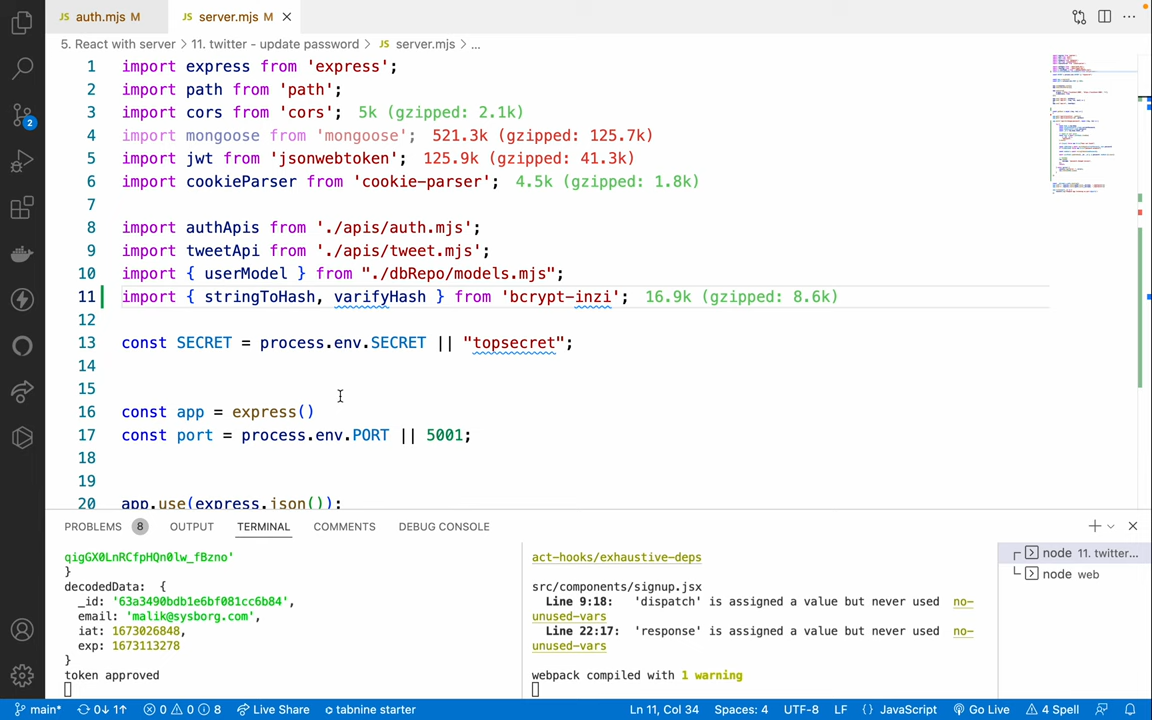 JS auth.mjs M
JS server.mjs M
5. React with server > 11. twitter - update password > JS server.mjs > ...
1 import express from 'express';
2 import path from 'path';
3 import cors from 'cors'; 5k (gzipped: 2.1k)
4 import mongoose from 'mongoose'; 521.3k (gzipped: 125.7k)
5 import jwt from 'jsonwebtoken'; 125.9k (gzipped: 41.3k)
6 import cookieParser from 'cookie-parser'; 4.5k (gzipped: 1.8k)
7
8 import authApis from './apis/auth.mjs';
9 import tweetApi from './apis/tweet.mjs';
10 import { userModel } from "./dbRepo/models.mjs";
11 import { stringToHash, varifyHash } from 'bcrypt-inzi'; 16.9k (gzipped: 8.6k)
12
13 const SECRET = process.env.SECRET || "topsecret";
14
15
16 const app = express()
17 const port = process.env.PORT || 5001;
18
19
20 app.use(express.json());
2
PROBLEMS 8 OUTPUT TERMINAL COMMENTS DEBUG CONSOLE
qigGX0LnRCfpHQn0lw_fBzno'
}
decodedData: {
_id: '63a3490bdb1e6bf081cc6b84',
email: 'malik@sysborg.com',
iat: 1673026848,
exp: 1673113278
}
token approved
act-hooks/exhaustive-deps
src/components/signup.jsx
Line 9:18: 'dispatch' is assigned a value but never used no-
unused-vars
Line 22:17: 'response' is assigned a value but never used no-
unused-vars
webpack compiled with 1 warning
node 11. twitter...
node web
main* 0↓ 1↑ 0 0 8 Live Share tabnine starter Ln 11, Col 34 Spaces: 4 UTF-8 LF {} JavaScript Go Live 4 Spell